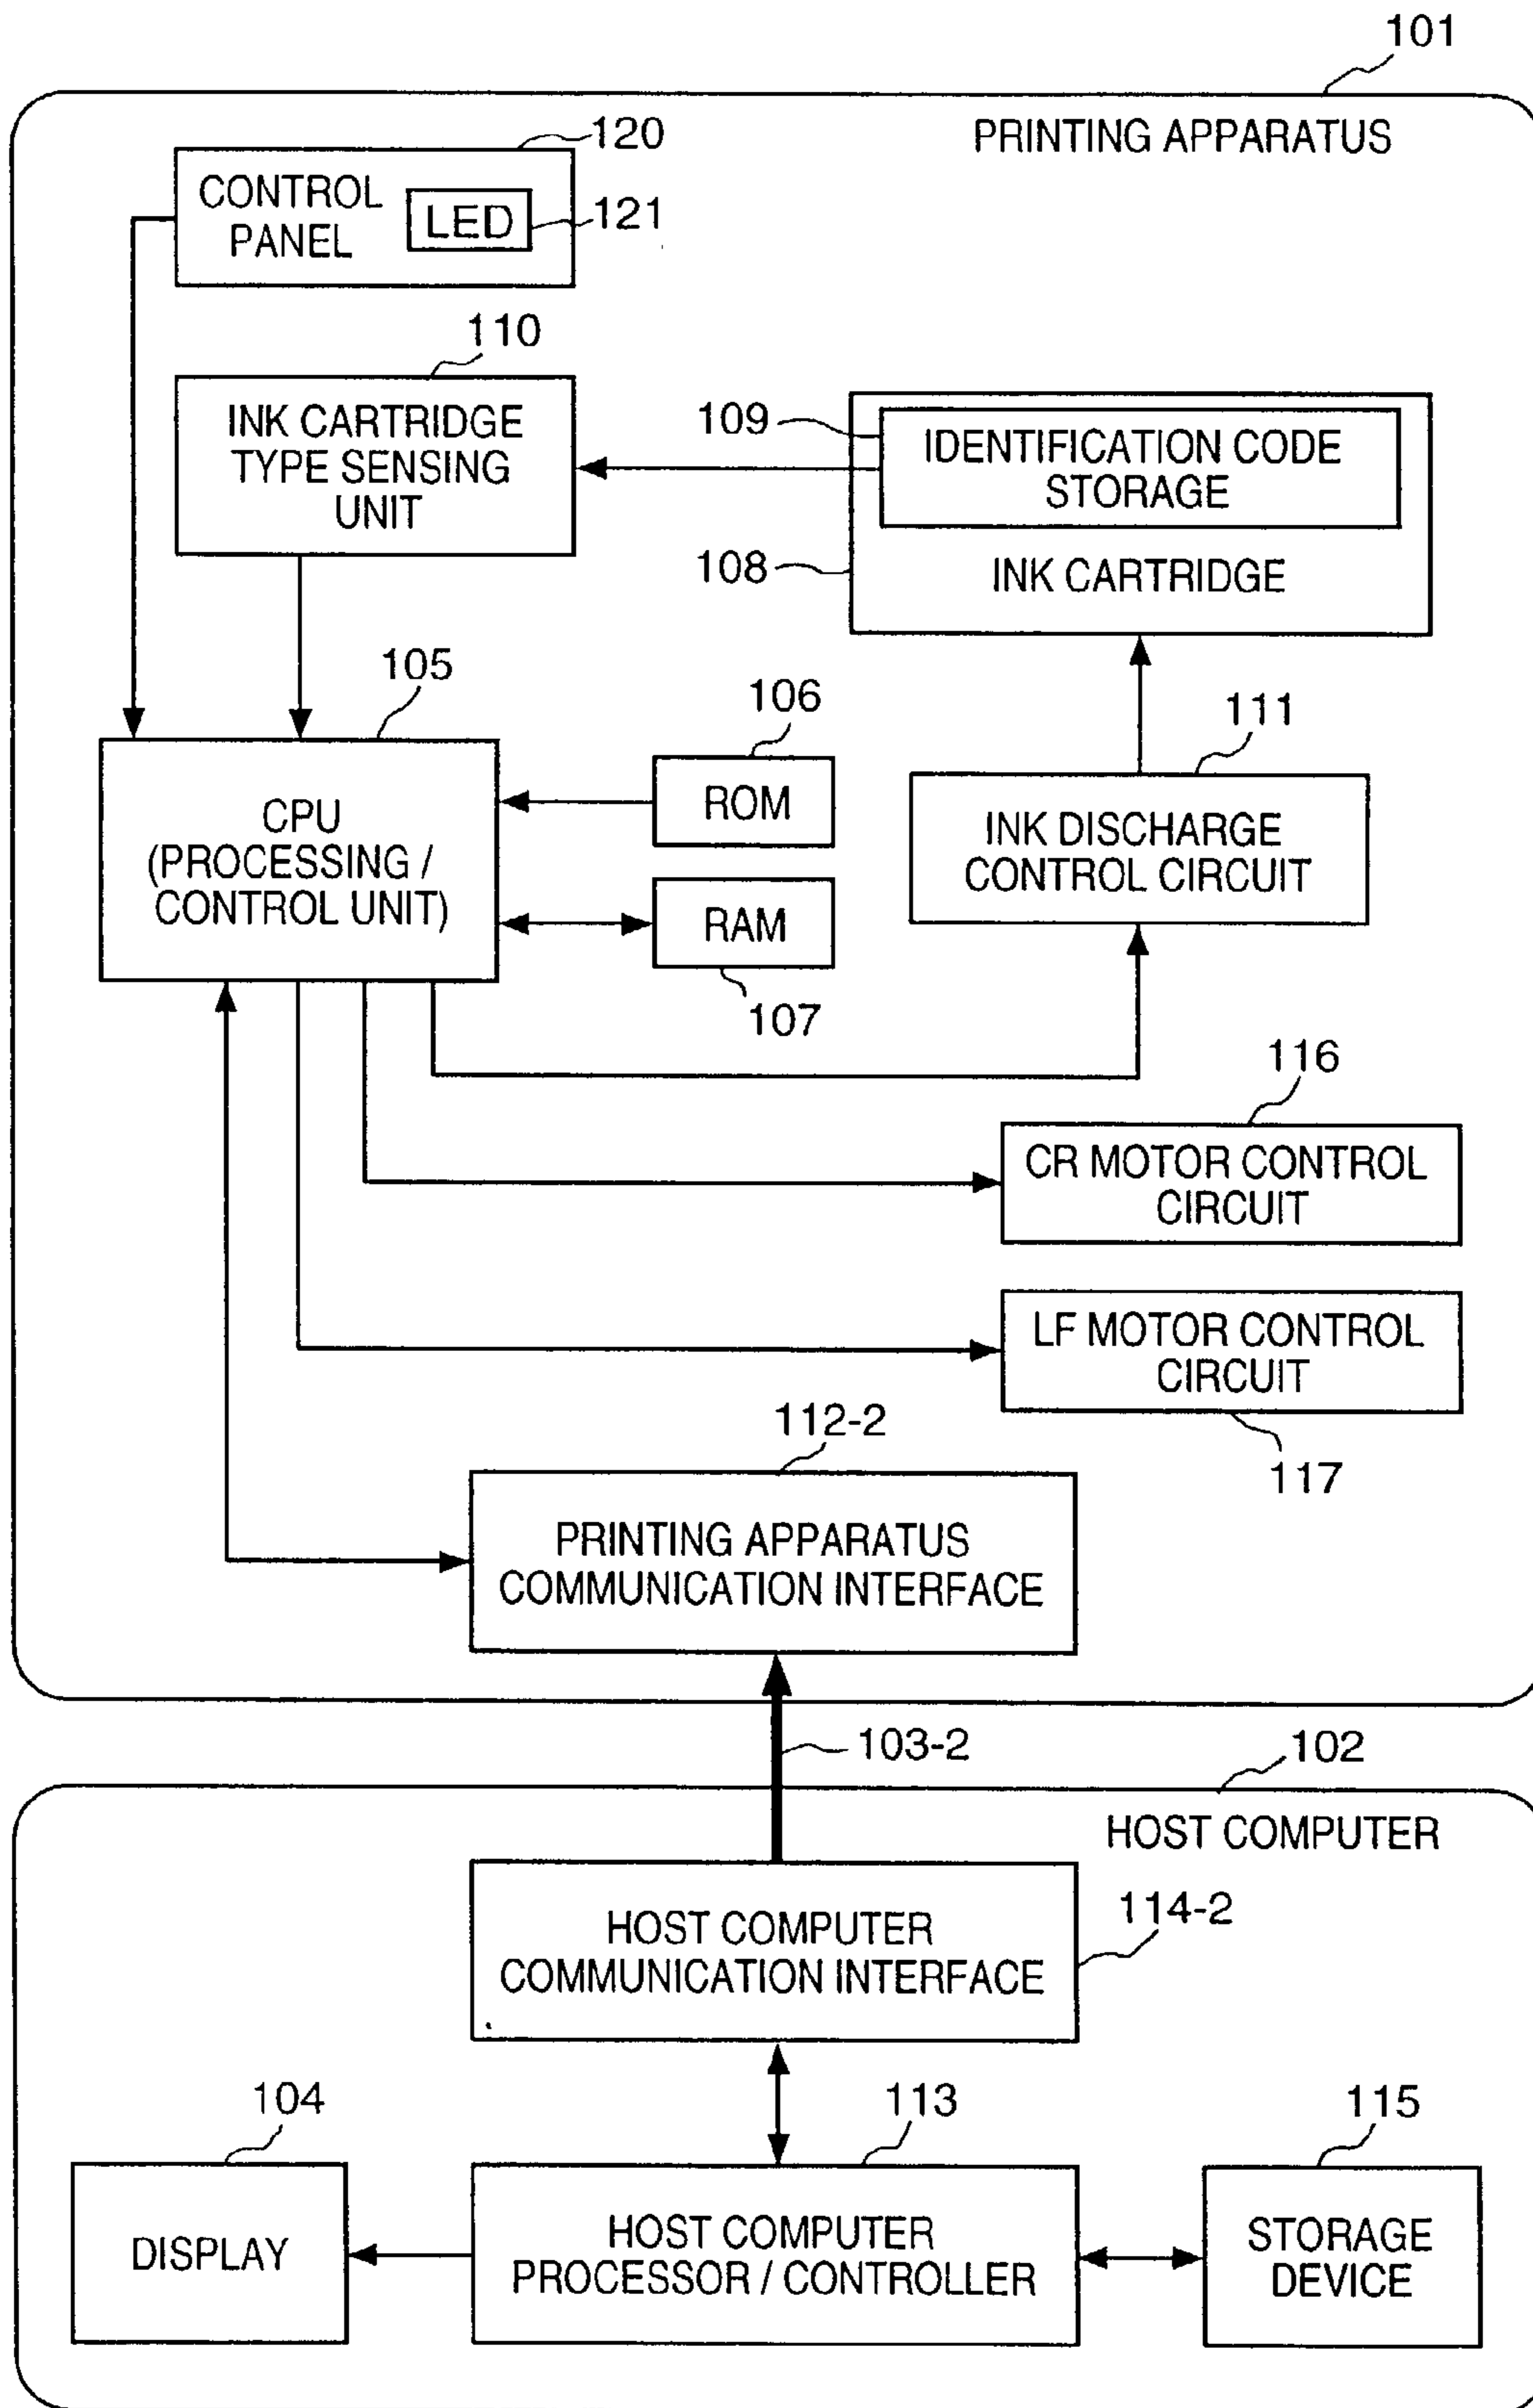 101
PRINTING APPARATUS
120
CONTROL
PANEL
LED
121
110
INK CARTRIDGE
TYPE SENSING
UNIT
109
IDENTIFICATION CODE
STORAGE
108
INK CARTRIDGE
105
CPU
(PROCESSING /
CONTROL UNIT)
106
ROM
RAM
107
111
INK DISCHARGE
CONTROL CIRCUIT
116
CR MOTOR CONTROL
CIRCUIT
LF MOTOR CONTROL
CIRCUIT
117
112-2
PRINTING APPARATUS
COMMUNICATION INTERFACE
103-2
102
HOST COMPUTER
HOST COMPUTER
COMMUNICATION INTERFACE
114-2
104
DISPLAY
113
HOST COMPUTER
PROCESSOR / CONTROLLER
115
STORAGE
DEVICE